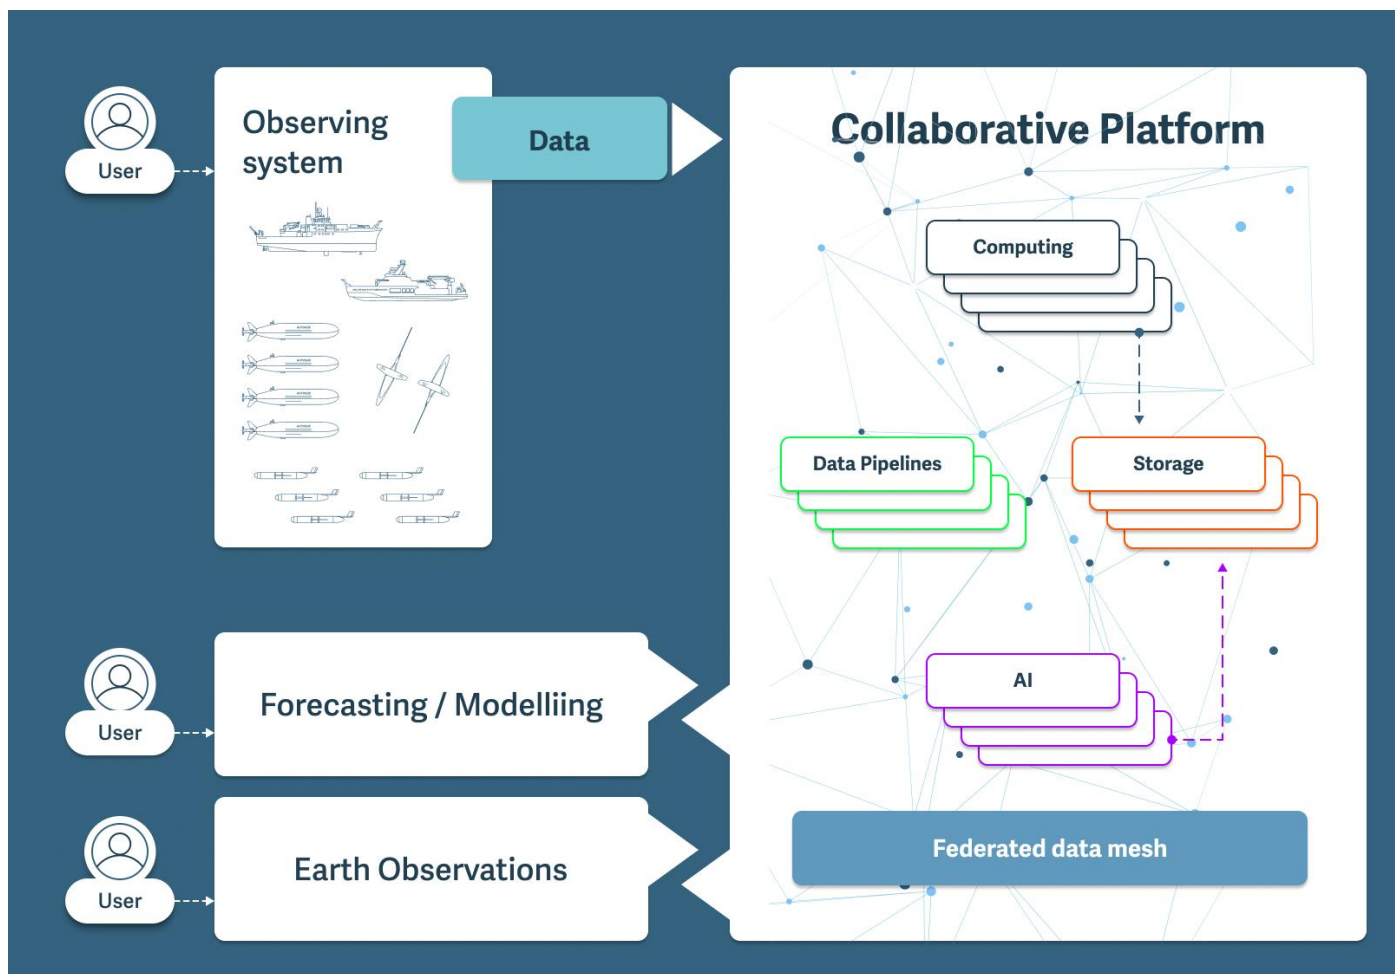 User
Observing
system
Data
Collaborative Platform
Computing
Data Pipelines
Storage
AI
User
Forecasting / Modelliing
User
Earth Observations
Federated data mesh